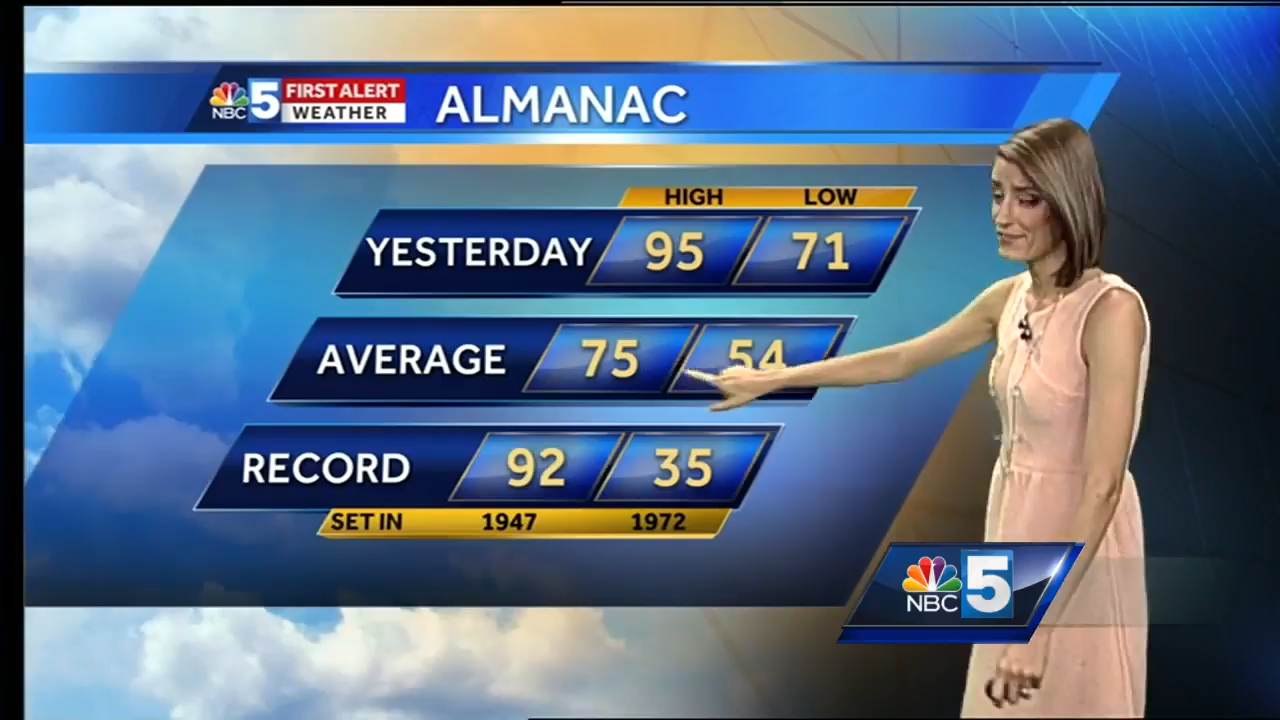 NBC 5 FIRST ALERT WEATHER ALMANAC
HIGH LOW
YESTERDAY 95 71
AVERAGE 75 54
RECORD 92 35
SET IN 1947 1972
NBC 5